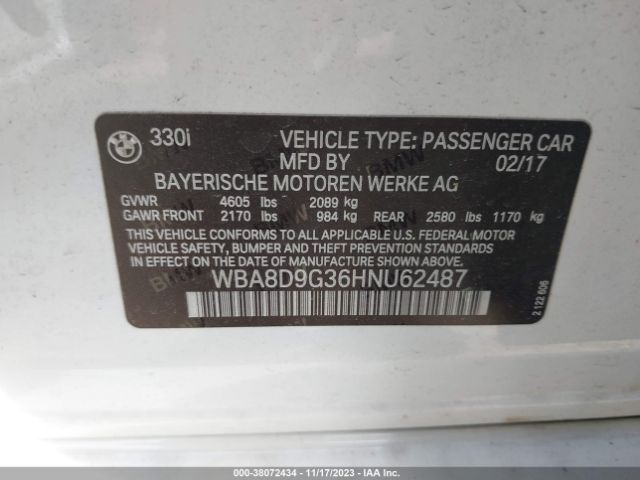 BMW
330i VEHICLE TYPE: PASSENGER CAR
MFD BY 02/17
BAYERISCHE MOTOREN WERKE AG
GVWR 4605 lbs 2089 kg
GAWR FRONT 2170 lbs 984 kg REAR 2580 lbs 1170 kg
THIS VEHICLE CONFORMS TO ALL APPLICABLE U.S. FEDERAL MOTOR
VEHICLE SAFETY, BUMPER AND THEFT PREVENTION STANDARDS IN
EFFECT ON THE DATE OF MANUFACTURE SHOWN ABOVE.
WBA8D9G36HNU62487
2 122 606
000-38072434 - 11/17/2023 - IAA Inc.